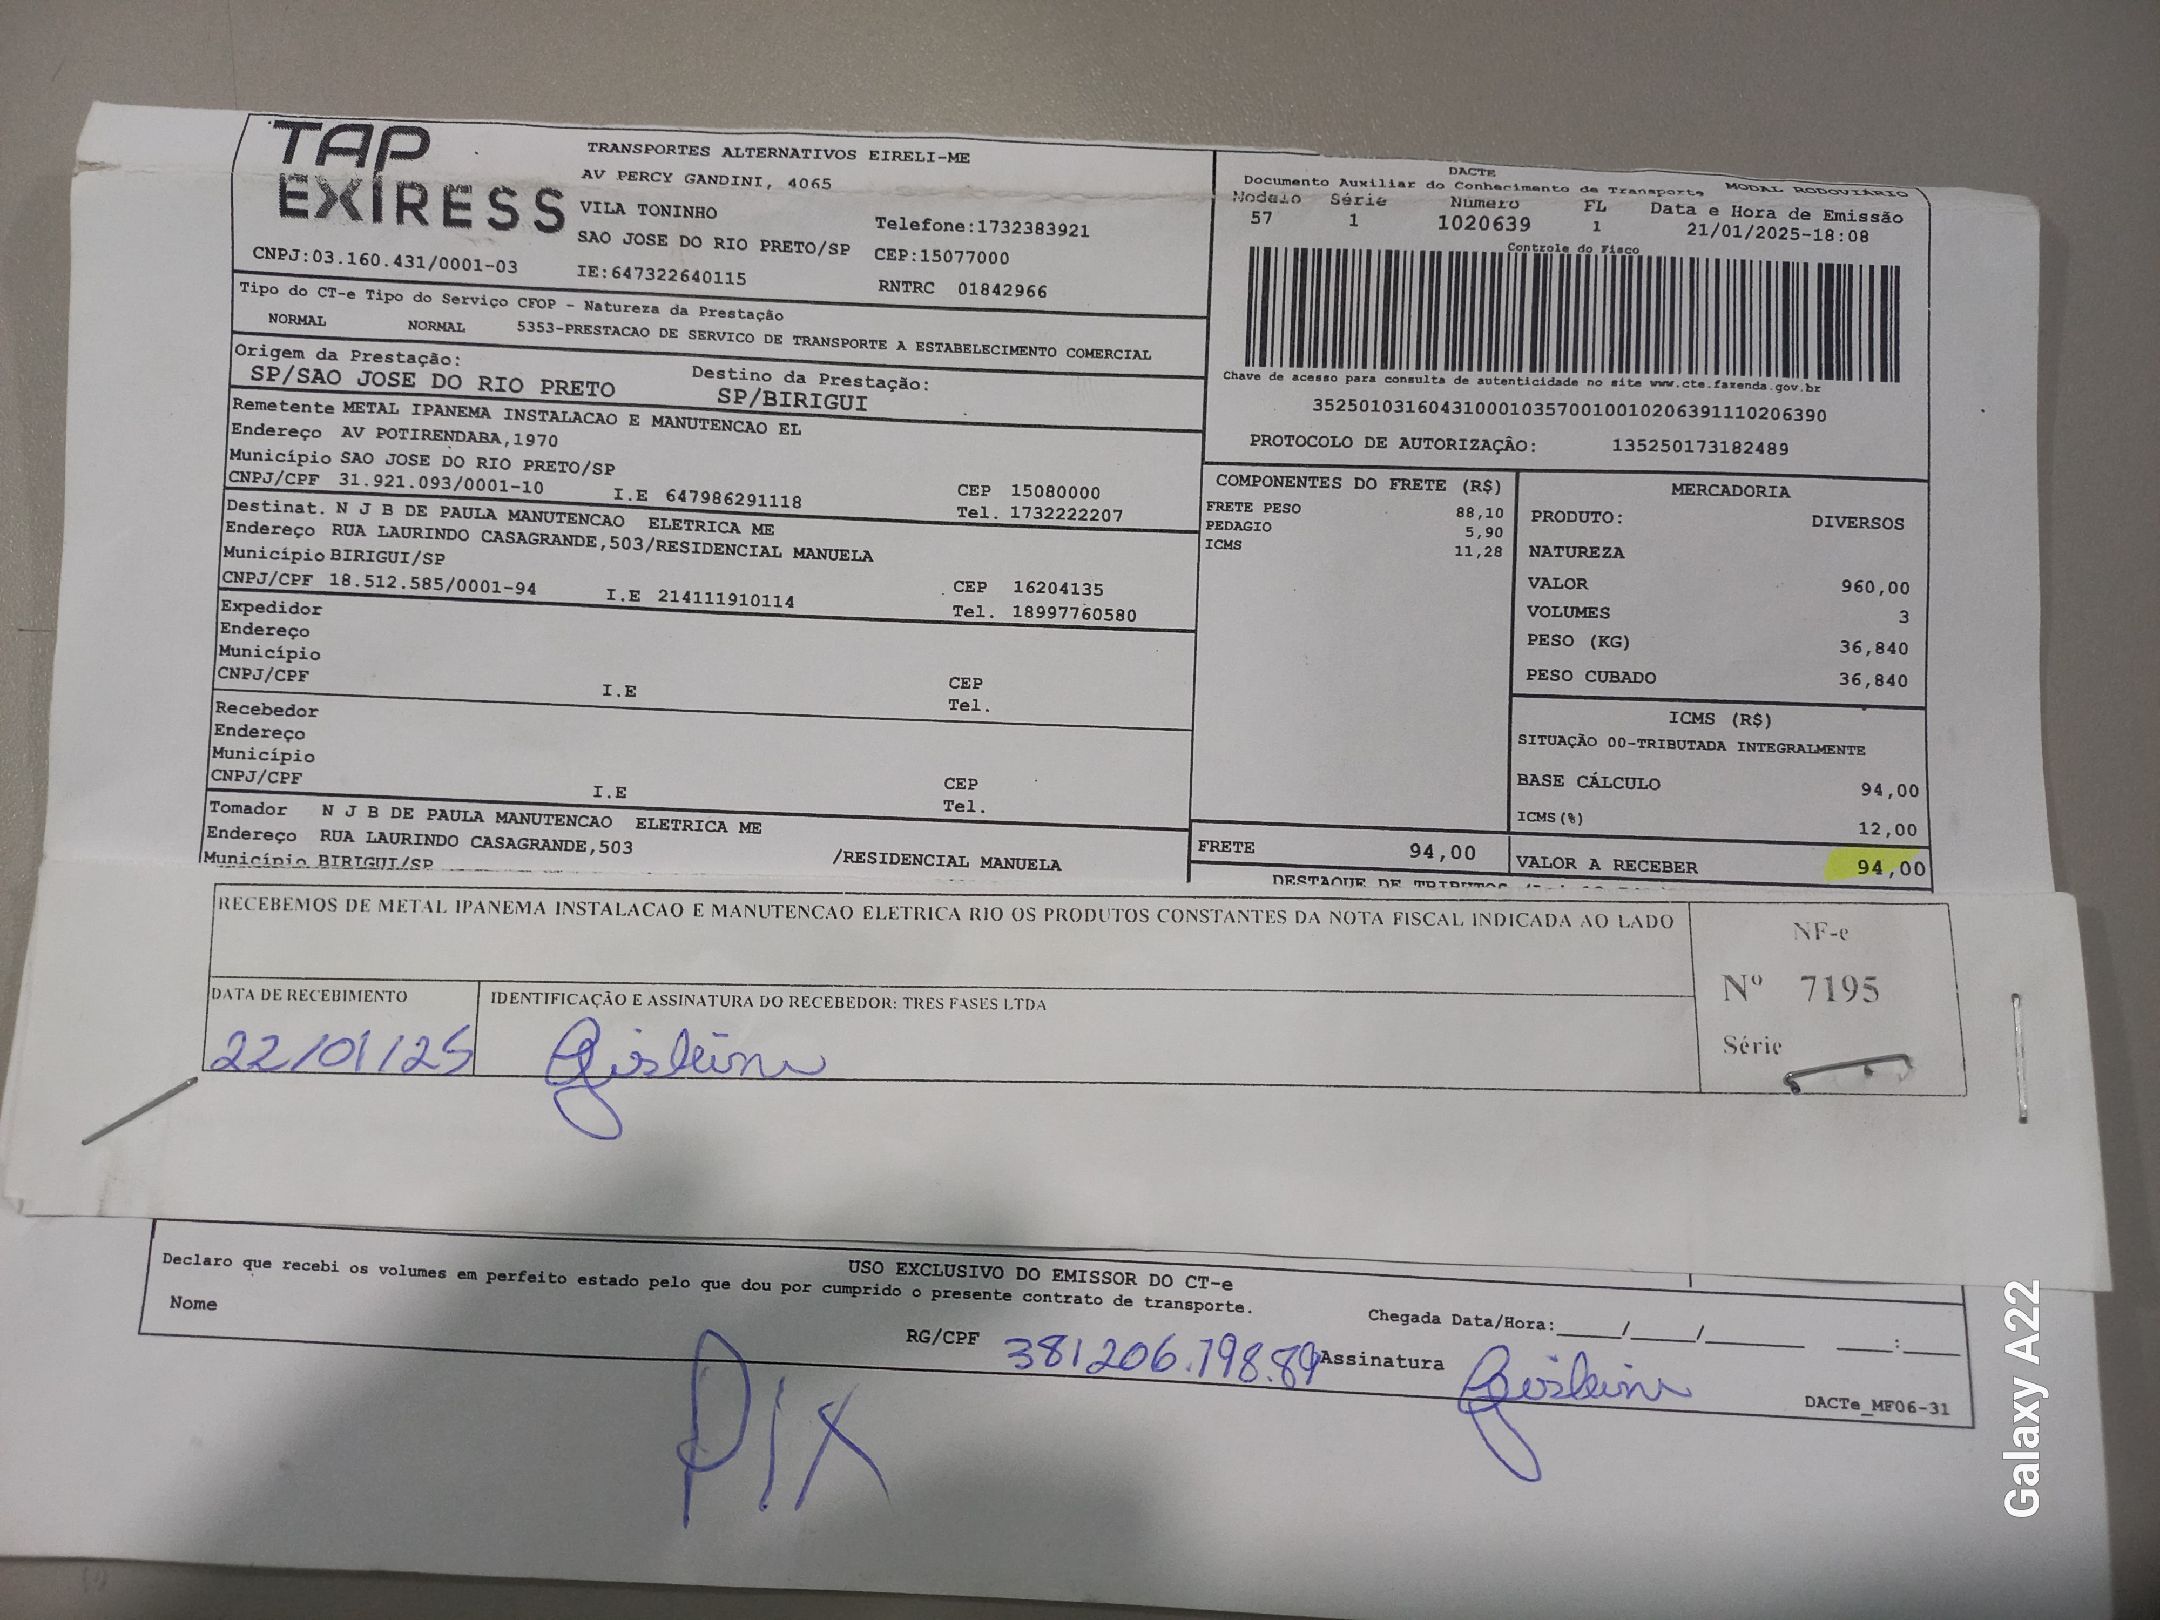 TAP
EXPRESS
TRANSPORTES ALTERNATIVOS EIRELI-ME
AV PERCY GANDINI, 4065
VILA TONINHO
Telefone:1732383921
SAO JOSE DO RIO PRETO/SP CEP:15077000
CNPJ:03.160.431/0001-03 IE:647322640115 RNTRC 01842966
DACTE
Documento Auxiliar do Conhecimento de Transporte MODAL RODOVIÁRIO
Modelo Série Número FL Data e Hora de Emissão
57 1 1020639 1 21/01/2025-18:08
Controle do Fisco
Chave de acesso para consulta de autenticidade no site www.cte.fazenda.gov.br
35250103160431000103570010010206391110206390
PROTOCOLO DE AUTORIZAÇÃO: 135250173182489
Tipo do CT-e Tipo do Serviço CFOP - Natureza da Prestação
NORMAL NORMAL 5353-PRESTACAO DE SERVICO DE TRANSPORTE A ESTABELECIMENTO COMERCIAL
Origem da Prestação: Destino da Prestação:
SP/SAO JOSE DO RIO PRETO SP/BIRIGUI
Remetente METAL IPANEMA INSTALACAO E MANUTENCAO EL
Endereço AV POTIRENDABA,1970
Município SAO JOSE DO RIO PRETO/SP CEP 15080000
CNPJ/CPF 31.921.093/0001-10 I.E 647986291118 Tel. 1732222207
Destinat. N J B DE PAULA MANUTENCAO ELETRICA ME
Endereço RUA LAURINDO CASAGRANDE,503/RESIDENCIAL MANUELA
Município BIRIGUI/SP CEP 16204135
CNPJ/CPF 18.512.585/0001-94 I.E 214111910114 Tel. 18997760580
Expedidor
Endereço
Município CEP
CNPJ/CPF I.E Tel.
Recebedor
Endereço
Município CEP
CNPJ/CPF I.E Tel.
Tomador N J B DE PAULA MANUTENCAO ELETRICA ME
Endereço RUA LAURINDO CASAGRANDE,503 /RESIDENCIAL MANUELA
Município BIRIGUI/SP
COMPONENTES DO FRETE (R$)
FRETE PESO 88,10
PEDAGIO 5,90
ICMS 11,28
FRETE 94,00
MERCADORIA
PRODUTO: DIVERSOS
NATUREZA
VALOR 960,00
VOLUMES 3
PESO (KG) 36,840
PESO CUBADO 36,840
ICMS (R$)
SITUAÇÃO 00-TRIBUTADA INTEGRALMENTE
BASE CÁLCULO 94,00
ICMS(%) 12,00
VALOR A RECEBER 94,00
DESTAQUE DE TRIBUTOS
RECEBEMOS DE METAL IPANEMA INSTALACAO E MANUTENCAO ELETRICA RIO OS PRODUTOS CONSTANTES DA NOTA FISCAL INDICADA AO LADO
NF-e
Nº 7195
Série
DATA DE RECEBIMENTO IDENTIFICAÇÃO E ASSINATURA DO RECEBEDOR: TRES FASES LTDA
22/01/25 Gisleine
USO EXCLUSIVO DO EMISSOR DO CT-e
Declaro que recebi os volumes em perfeito estado pelo que dou por cumprido o presente contrato de transporte.
Nome RG/CPF 381206.798.89 Assinatura Gisleine
Chegada Data/Hora:____/____/______ ___:___
DACTe_MF06-31
PIX
Galaxy A22